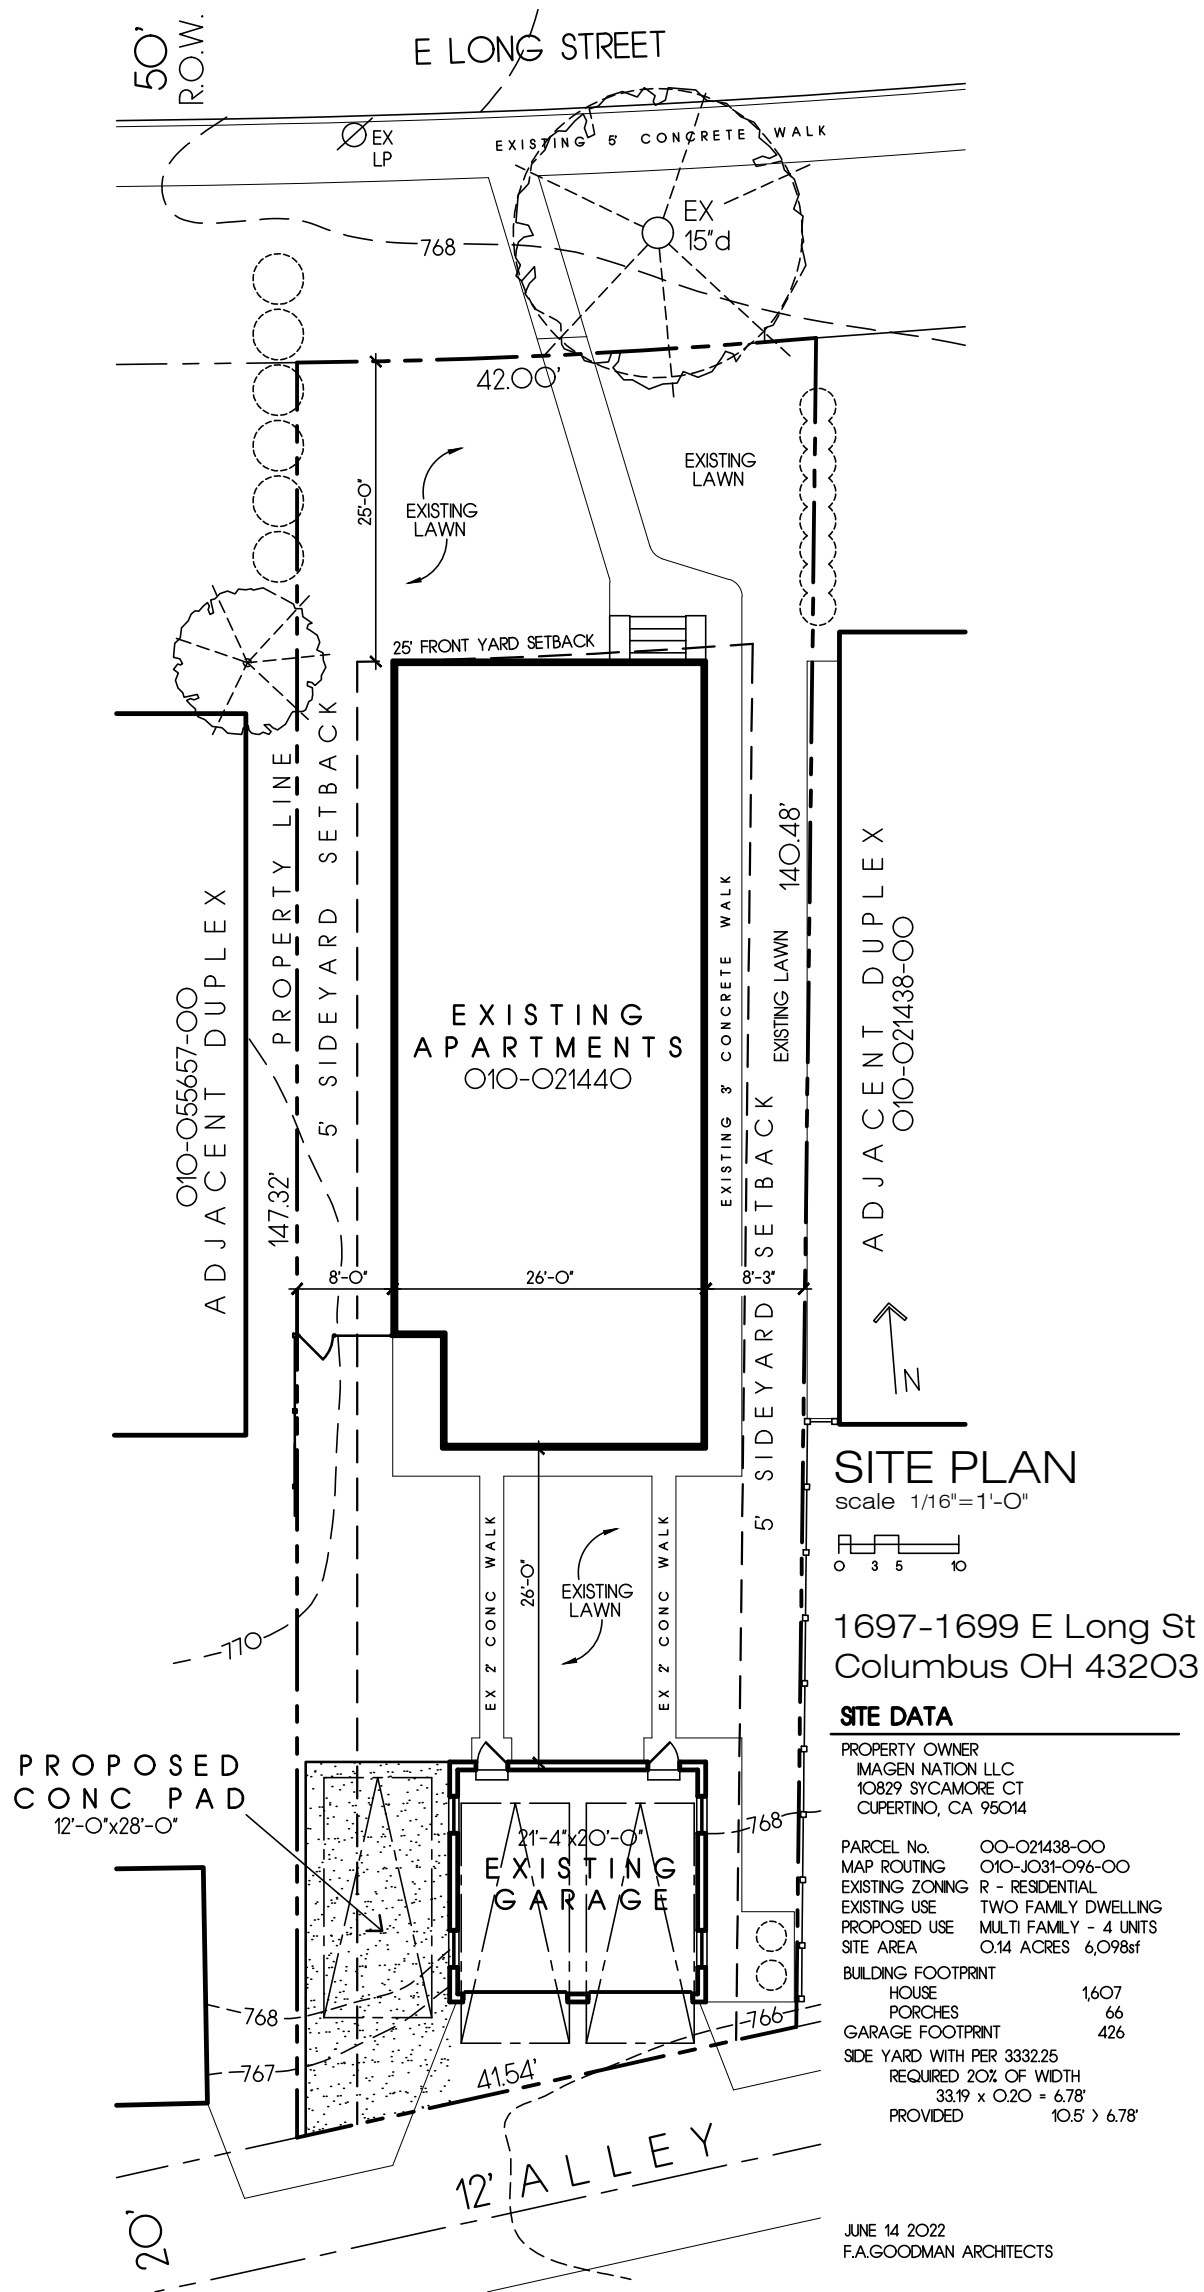 50'
R.O.W.
E LONG STREET
EX
LP
EXISTING 5' CONCRETE WALK
EX
15"d
768
42.00'
25'-0"
EXISTING
LAWN
EXISTING
LAWN
25' FRONT YARD SETBACK
PROPERTY LINE
5' SIDEYARD SETBACK
147.32'
010-055657-00
ADJACENT DUPLEX
EXISTING
APARTMENTS
010-021440
EXISTING 3' CONCRETE WALK
EXISTING LAWN
140.48'
5' SIDEYARD SETBACK
ADJACENT DUPLEX
010-021438-00
8'-0"
26'-0"
8'-3"
N
SITE PLAN
scale 1/16"=1'-0"
0 3 5 10
EX 2' CONC WALK
26'-0"
EXISTING
LAWN
EX 2' CONC WALK
770
1697-1699 E Long St
Columbus OH 43203
PROPOSED
CONC PAD
12'-0"x28'-0"
21'-4"x20'-0"
EXISTING
GARAGE
768
768
767
766
41.54'
12' ALLEY
20'
SITE DATA
PROPERTY OWNER
IMAGEN NATION LLC
10829 SYCAMORE CT
CUPERTINO, CA 95014
PARCEL No. 00-021438-00
MAP ROUTING 010-J031-096-00
EXISTING ZONING R - RESIDENTIAL
EXISTING USE TWO FAMILY DWELLING
PROPOSED USE MULTI FAMILY - 4 UNITS
SITE AREA 0.14 ACRES 6,098sf
BUILDING FOOTPRINT
HOUSE 1,607
PORCHES 66
GARAGE FOOTPRINT 426
SIDE YARD WITH PER 3332.25
REQUIRED 20% OF WIDTH
33.19 x 0.20 = 6.78'
PROVIDED 10.5' > 6.78'
JUNE 14 2022
F.A.GOODMAN ARCHITECTS